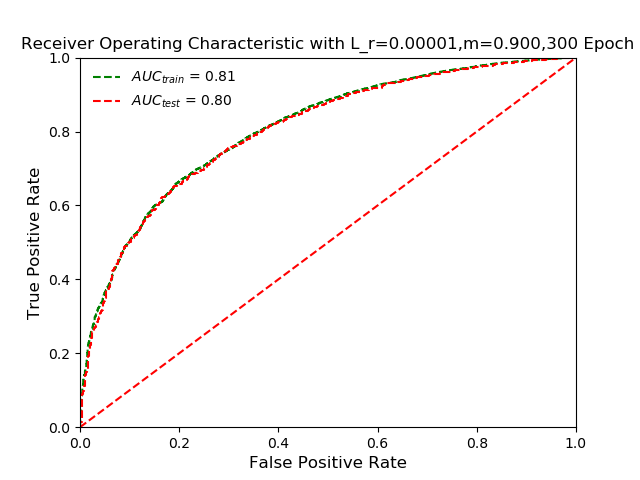 Receiver Operating Characteristic with L_r=0.00001,m=0.900,300 Epoch
1.0
0.8
0.6
0.4
0.2
0.0
True Positive Rate
AUCtrain = 0.81
AUCtest = 0.80
0.0 0.2 0.4 0.6 0.8 1.0
False Positive Rate